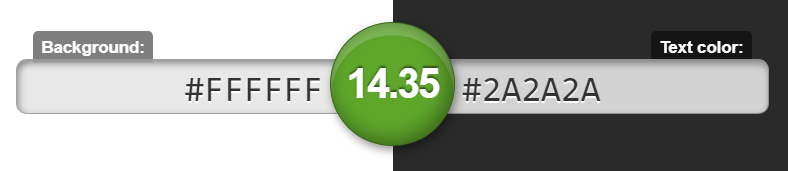 Background:
Text color:
#FFFFFF
14.35
#2A2A2A